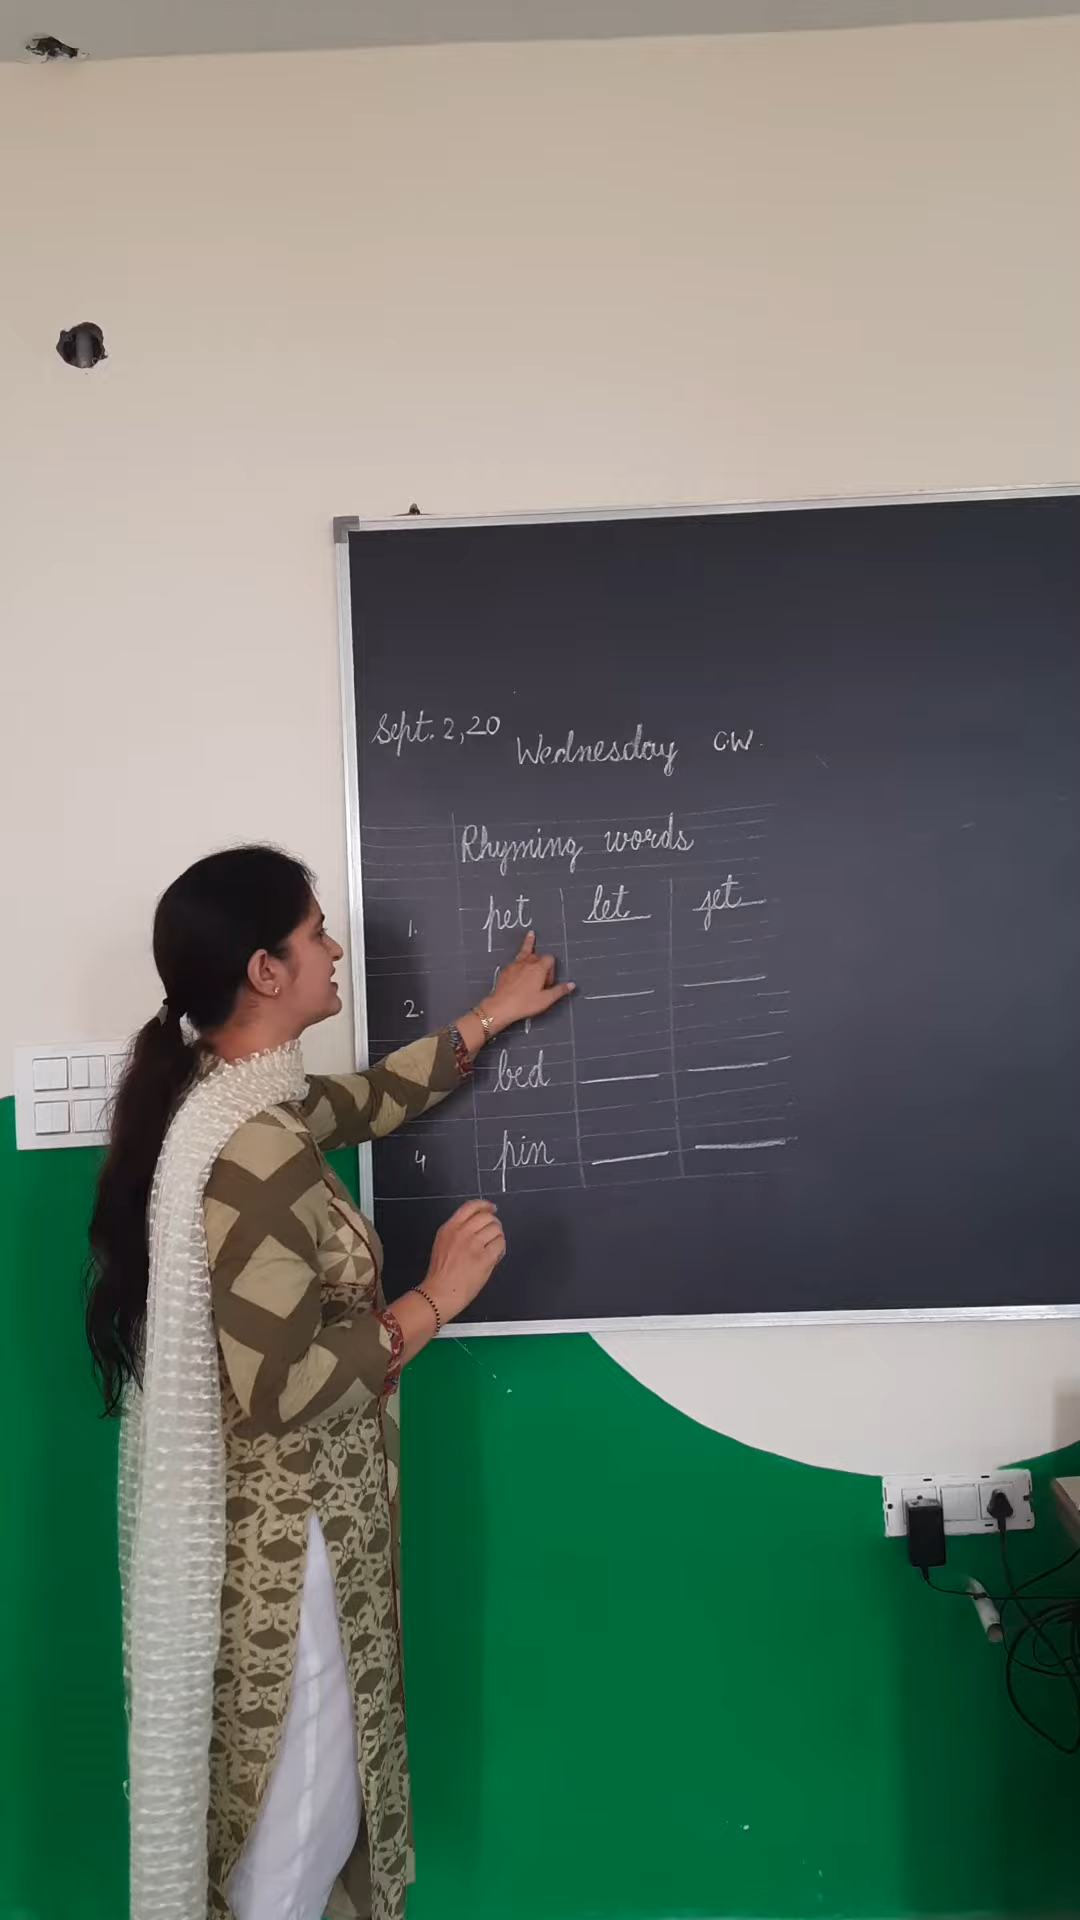 Sept. 2, 20 Wednesday C.W.
Rhyming words
1. pet let jet
2.
bed
4 pin